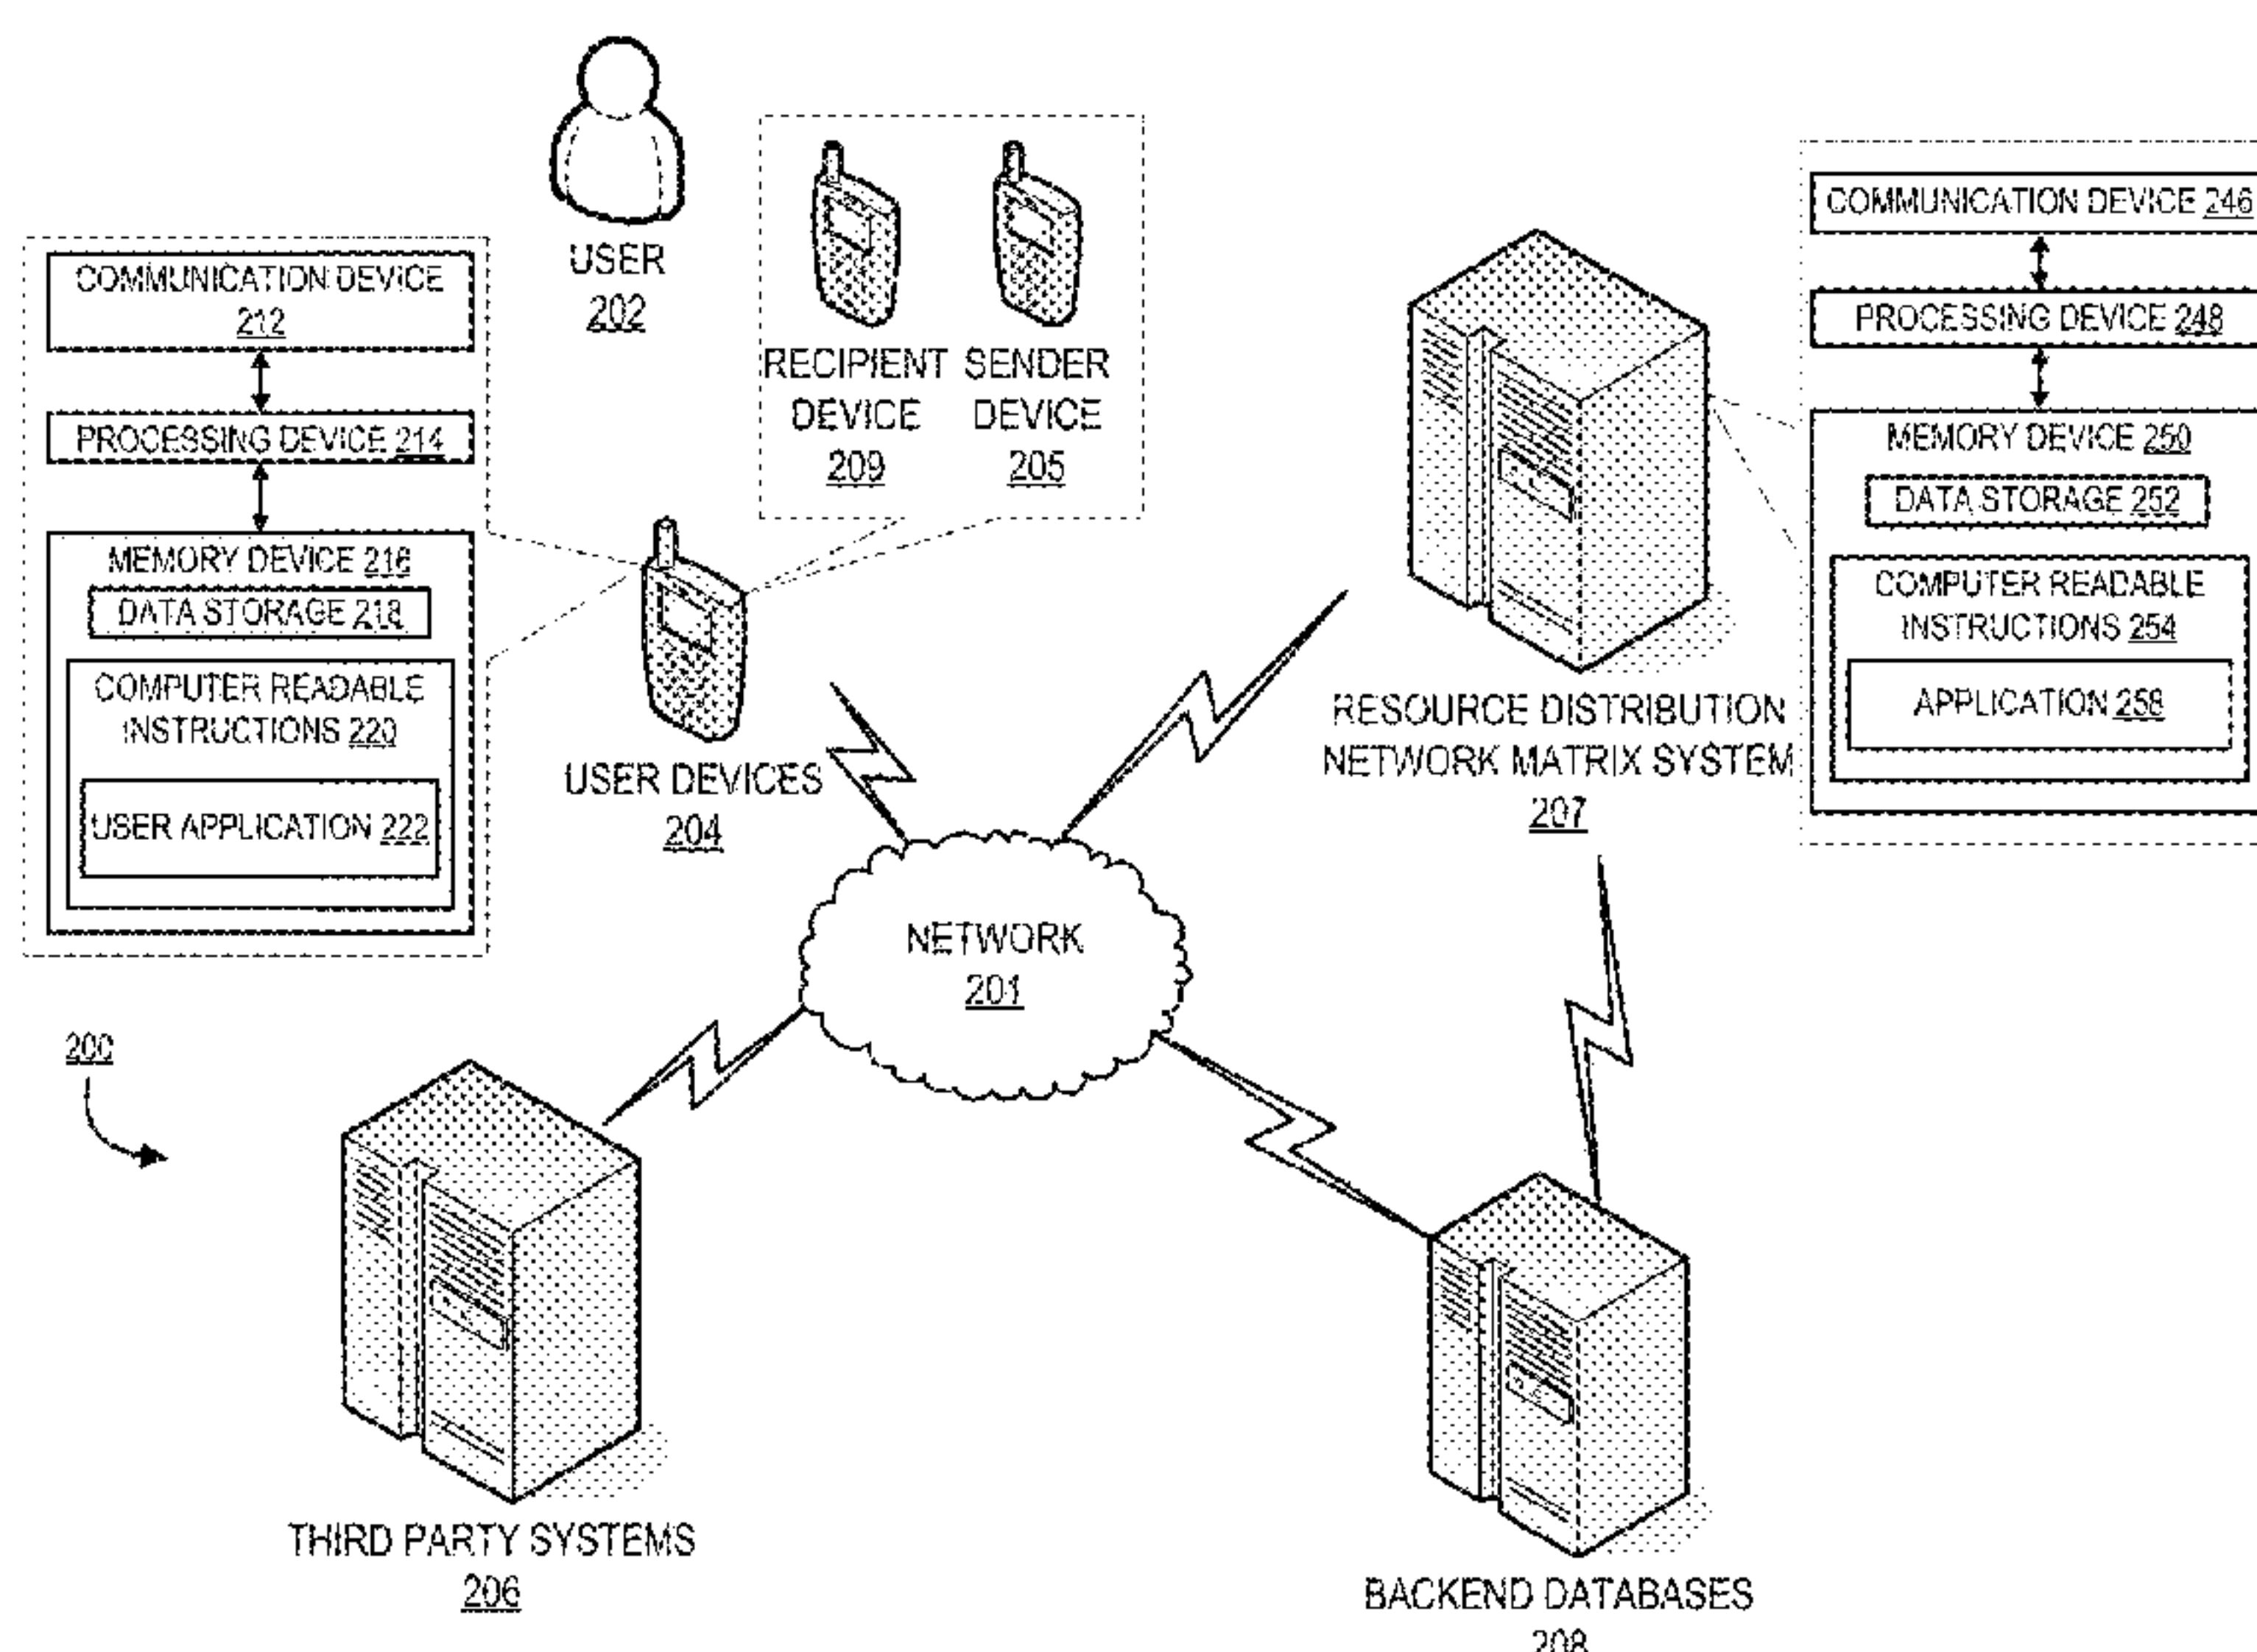 USER
202
COMMUNICATION DEVICE
212
PROCESSING DEVICE 214
MEMORY DEVICE 216
DATA STORAGE 218
COMPUTER READABLE
INSTRUCTIONS 220
USER APPLICATION 222
RECIPIENT
DEVICE
209
SENDER
DEVICE
205
USER DEVICES
204
COMMUNICATION DEVICE 246
PROCESSING DEVICE 248
MEMORY DEVICE 250
DATA STORAGE 252
COMPUTER READABLE
INSTRUCTIONS 254
APPLICATION 258
RESOURCE DISTRIBUTION
NETWORK MATRIX SYSTEM
207
NETWORK
201
200
THIRD PARTY SYSTEMS
206
BACKEND DATABASES
208